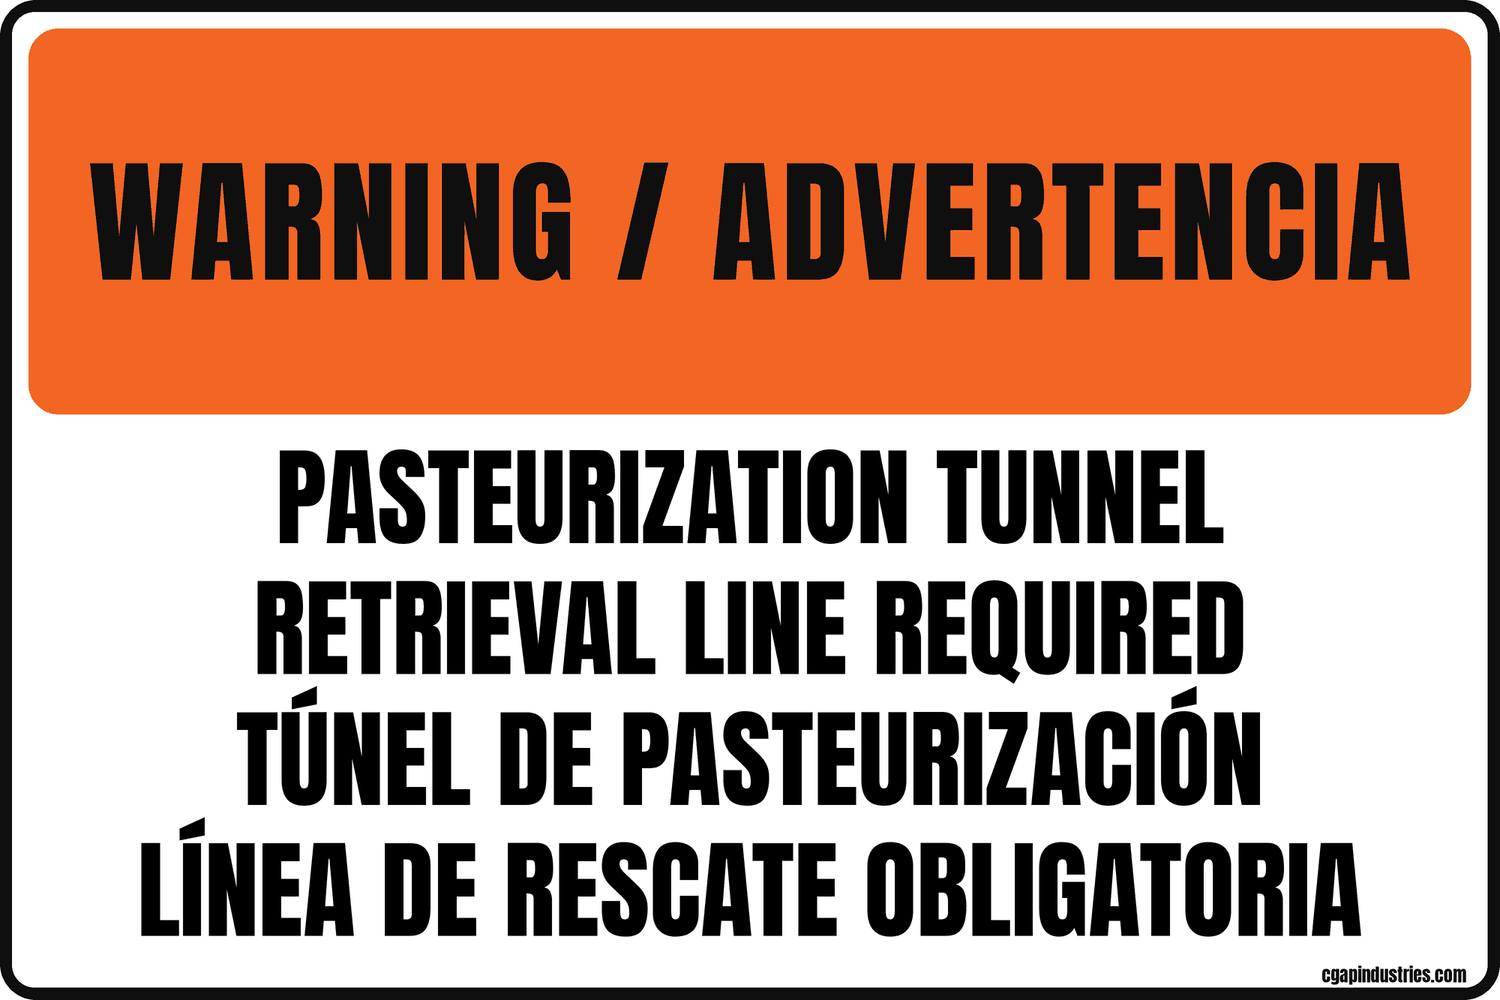 WARNING / ADVERTENCIA
PASTEURIZATION TUNNEL
RETRIEVAL LINE REQUIRED
TÚNEL DE PASTEURIZACIÓN
LÍNEA DE RESCATE OBLIGATORIA
cgapindustries.com